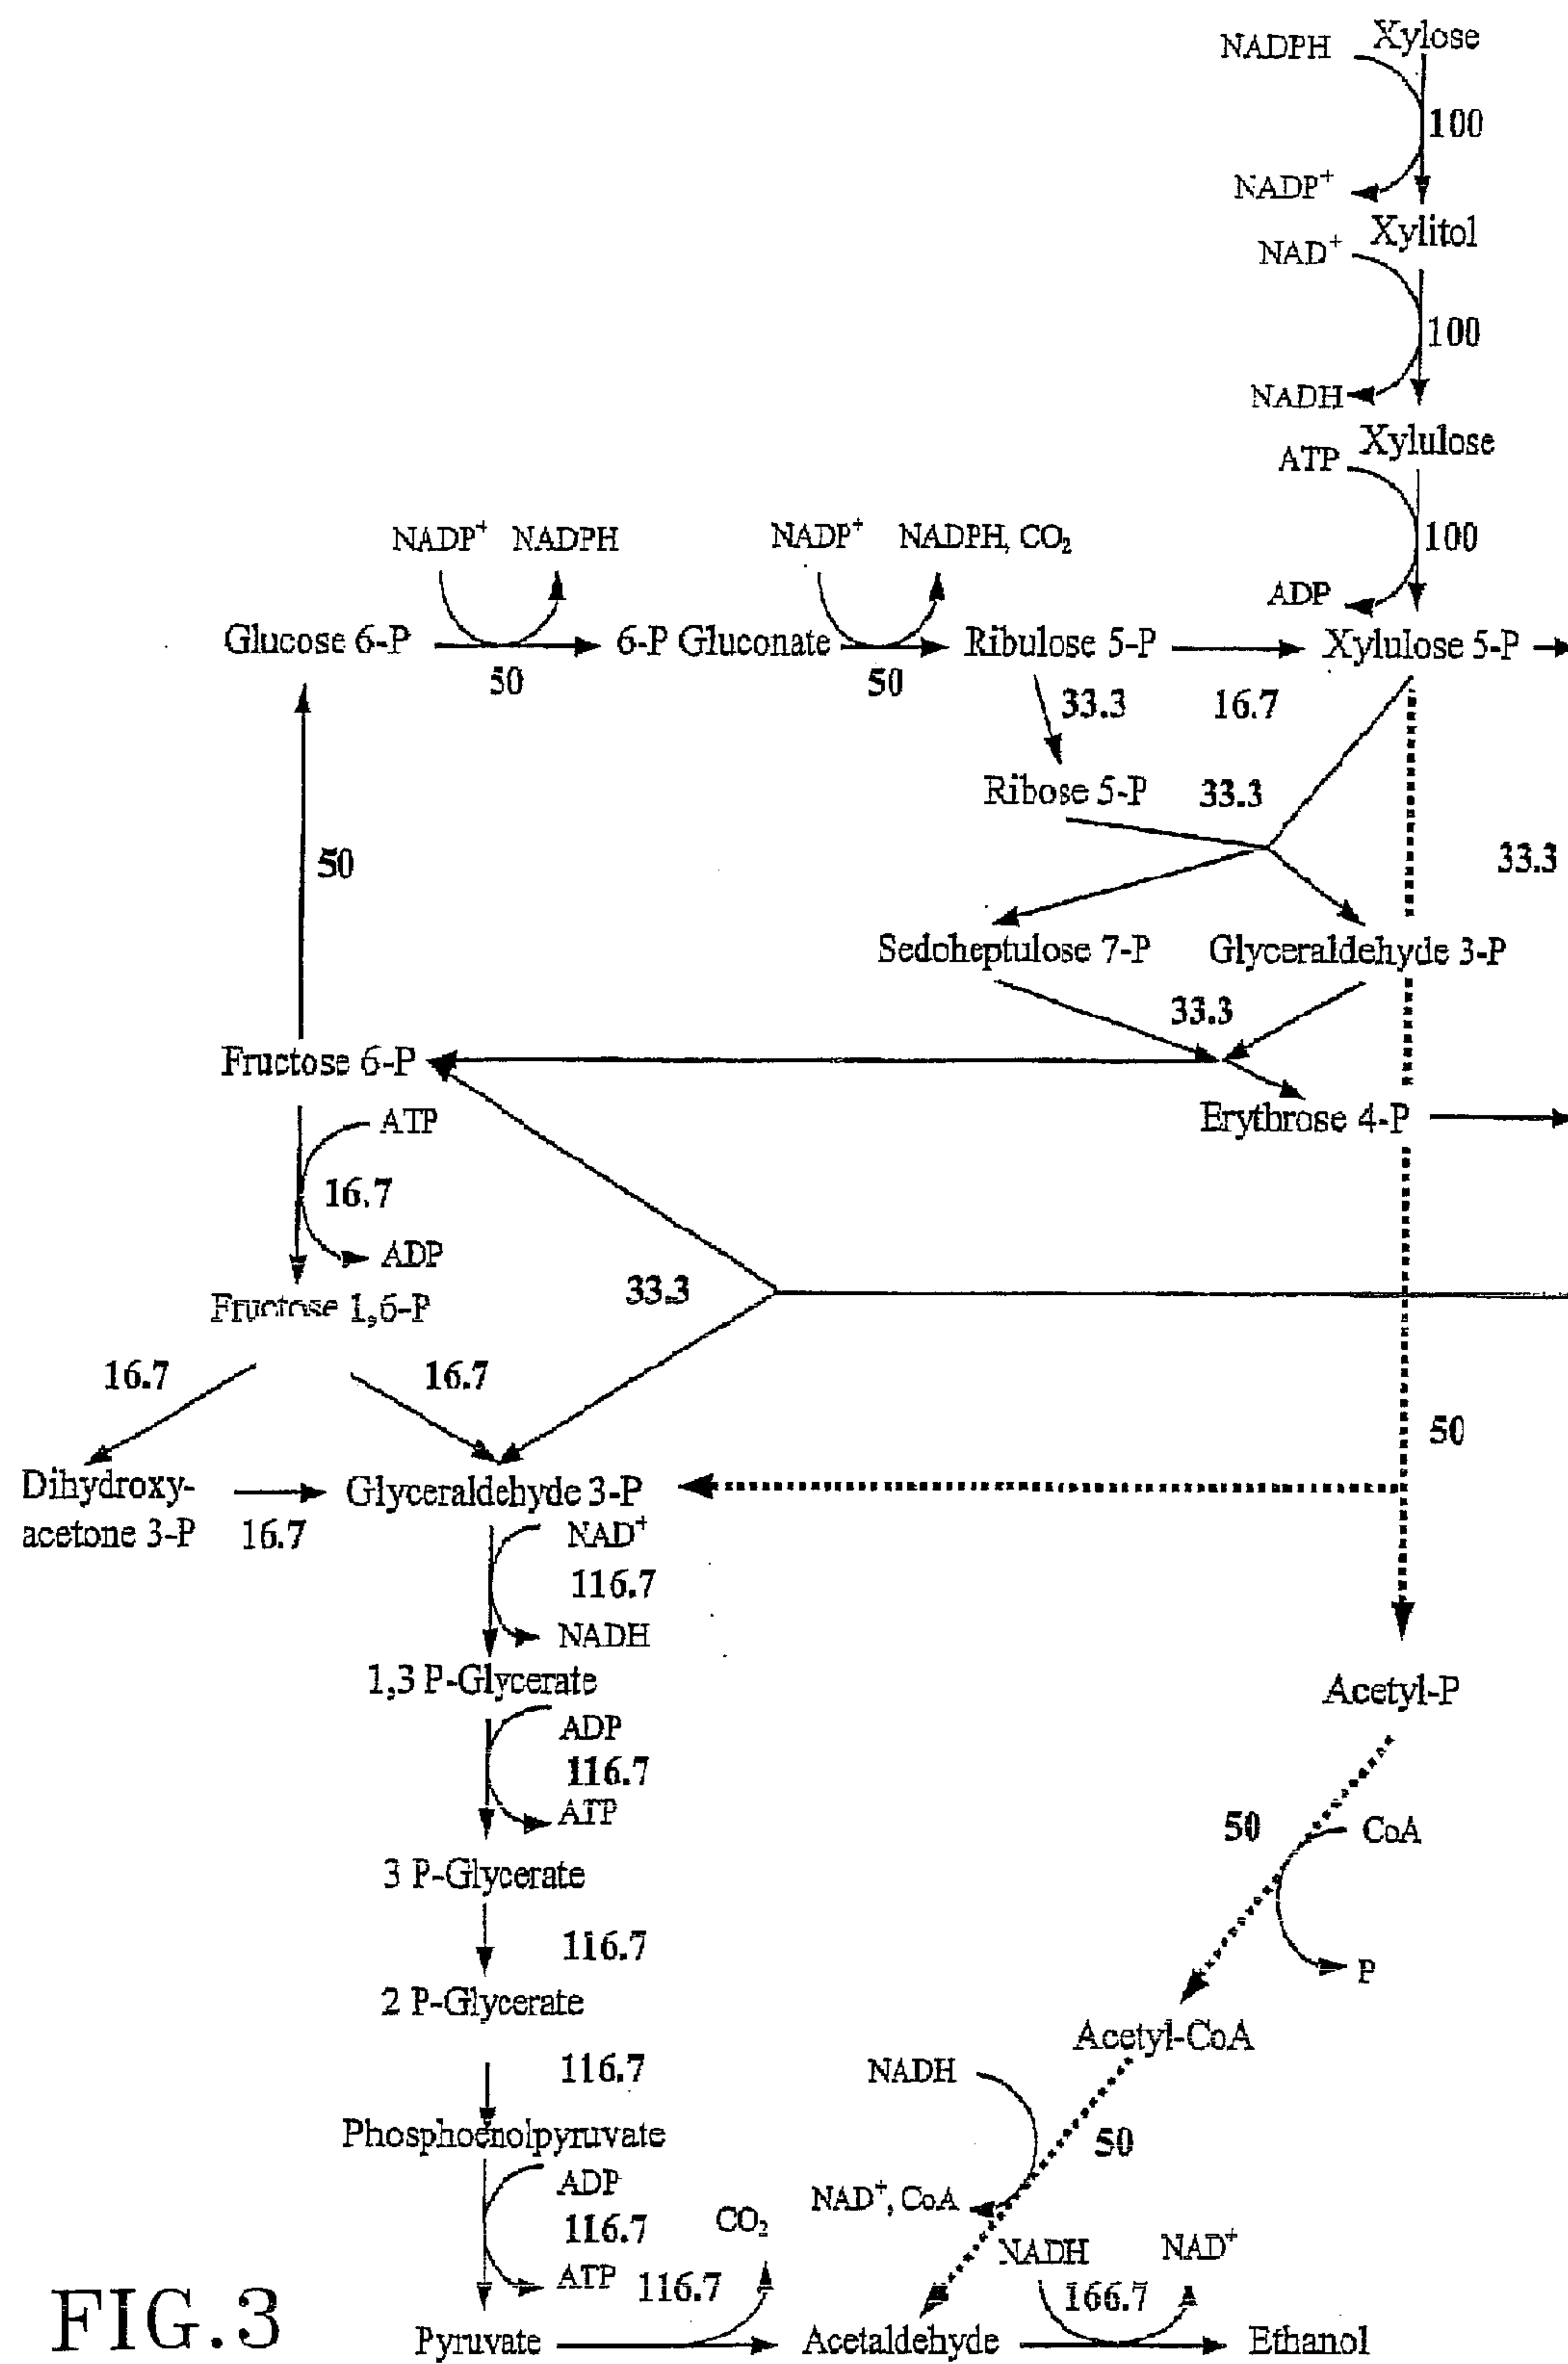 NADPH Xylose
100
NADP+
Xylitol
NAD+
100
NADH
Xylulose
ATP
100
ADP
NADP+ NADPH NADP+ NADPH, CO2
Glucose 6-P 6-P Gluconate Ribulose 5-P Xylulose 5-P
50 50
33.3 16.7
Ribose 5-P 33.3
50 33.3
Sedoheptulose 7-P Glyceraldehyde 3-P
33.3
Fructose 6-P
ATP Erythrose 4-P
16.7
ADP
33.3
Fructose 1,6-P
16.7 16.7
50
Dihydroxy-
acetone 3-P
16.7
Glyceraldehyde 3-P
NAD+
116.7
NADH
1,3 P-Glycerate Acetyl-P
ADP
116.7
ATP
50 CoA
3 P-Glycerate
116.7
P
2 P-Glycerate
Acetyl-CoA
116.7 NADH
Phosphoenolpyruvate 50
ADP
NAD+, CoA
116.7 CO2
NADH NAD+
ATP 116.7 166.7
FIG.3
Pyruvate Acetaldehyde Ethanol